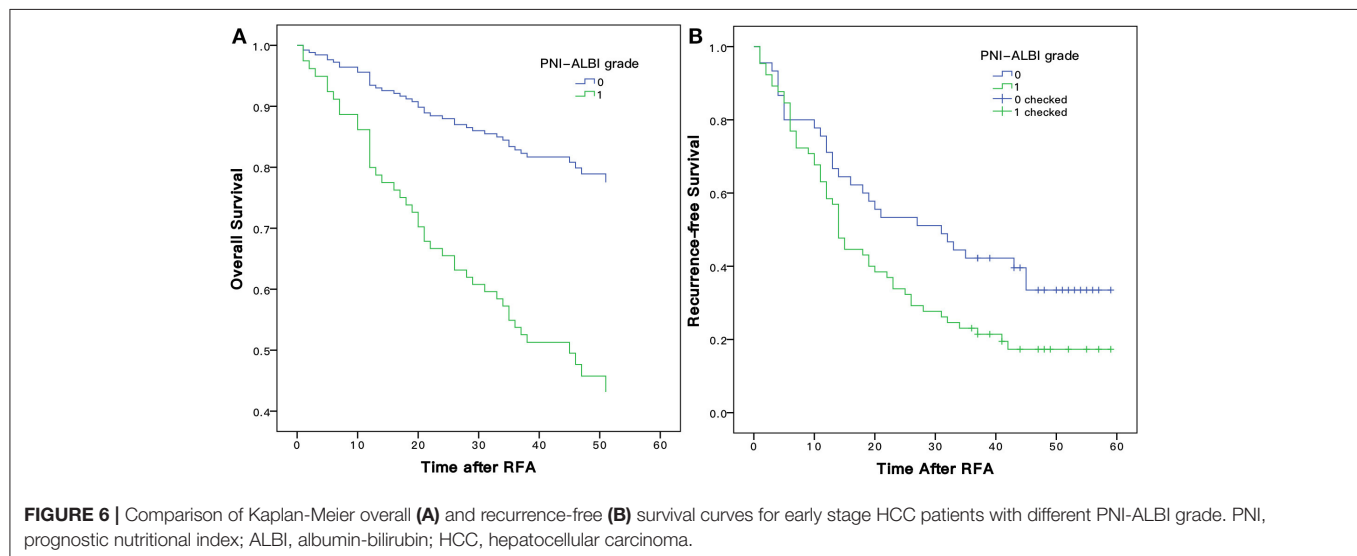 A
PNI-ALBI grade
0
1
1.0
0.9
0.8
0.7
0.6
0.5
0.4
Overall Survival
0 10 20 30 40 50 60
Time after RFA
B
PNI-ALBI grade
0
1
0 checked
1 checked
1.0
0.8
0.6
0.4
0.2
0.0
Recurrence-free Survival
0 10 20 30 40 50 60
Time After RFA
FIGURE 6 | Comparison of Kaplan-Meier overall (A) and recurrence-free (B) survival curves for early stage HCC patients with different PNI-ALBI grade. PNI,
prognostic nutritional index; ALBI, albumin-bilirubin; HCC, hepatocellular carcinoma.